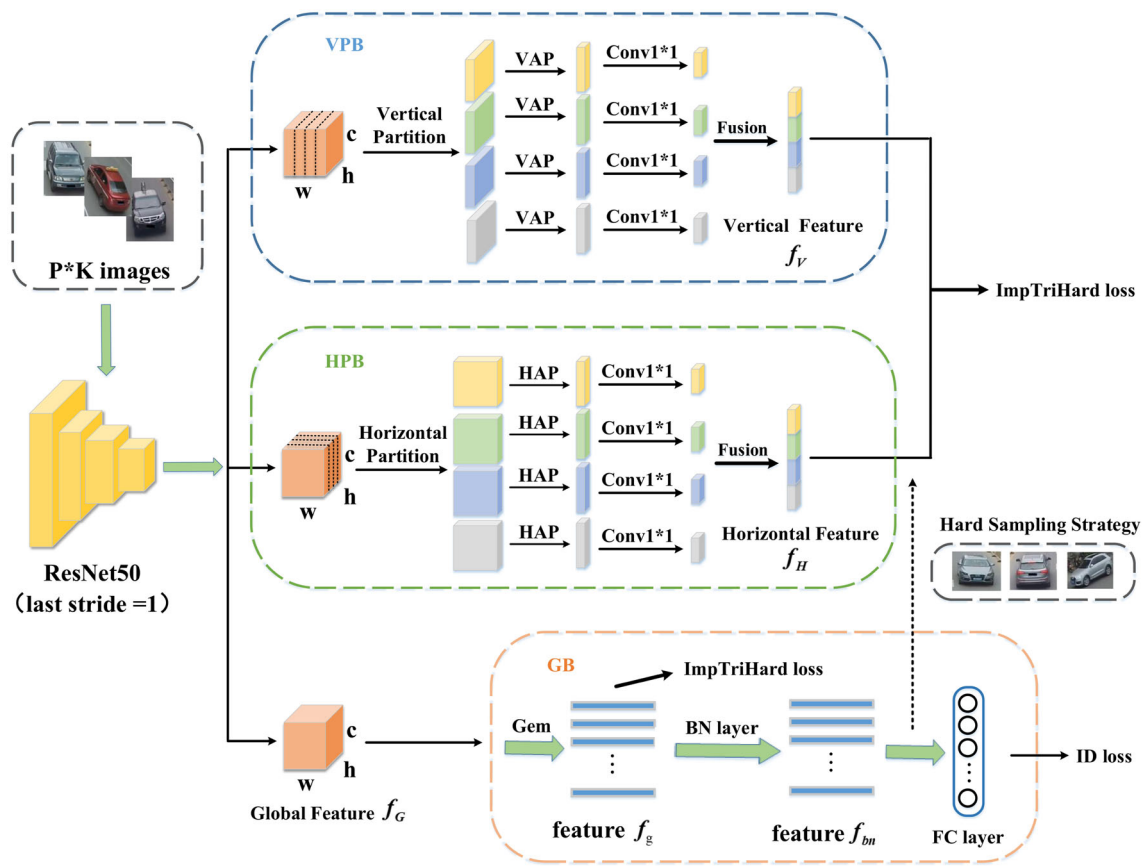 VPB
Vertical
Partition
c
h
w
VAP
Conv1*1
VAP
Conv1*1
VAP
Conv1*1
VAP
Conv1*1
Fusion
Vertical Feature
f_V
P*K images
ImpTriHard loss
HPB
Horizontal
Partition
c
h
w
HAP
Conv1*1
HAP
Conv1*1
HAP
Conv1*1
HAP
Conv1*1
Fusion
Horizontal Feature
f_H
ResNet50
(last stride =1)
Hard Sampling Strategy
c
h
w
Global Feature f_G
GB
ImpTriHard loss
Gem
BN layer
feature f_g
feature f_bn
FC layer
ID loss